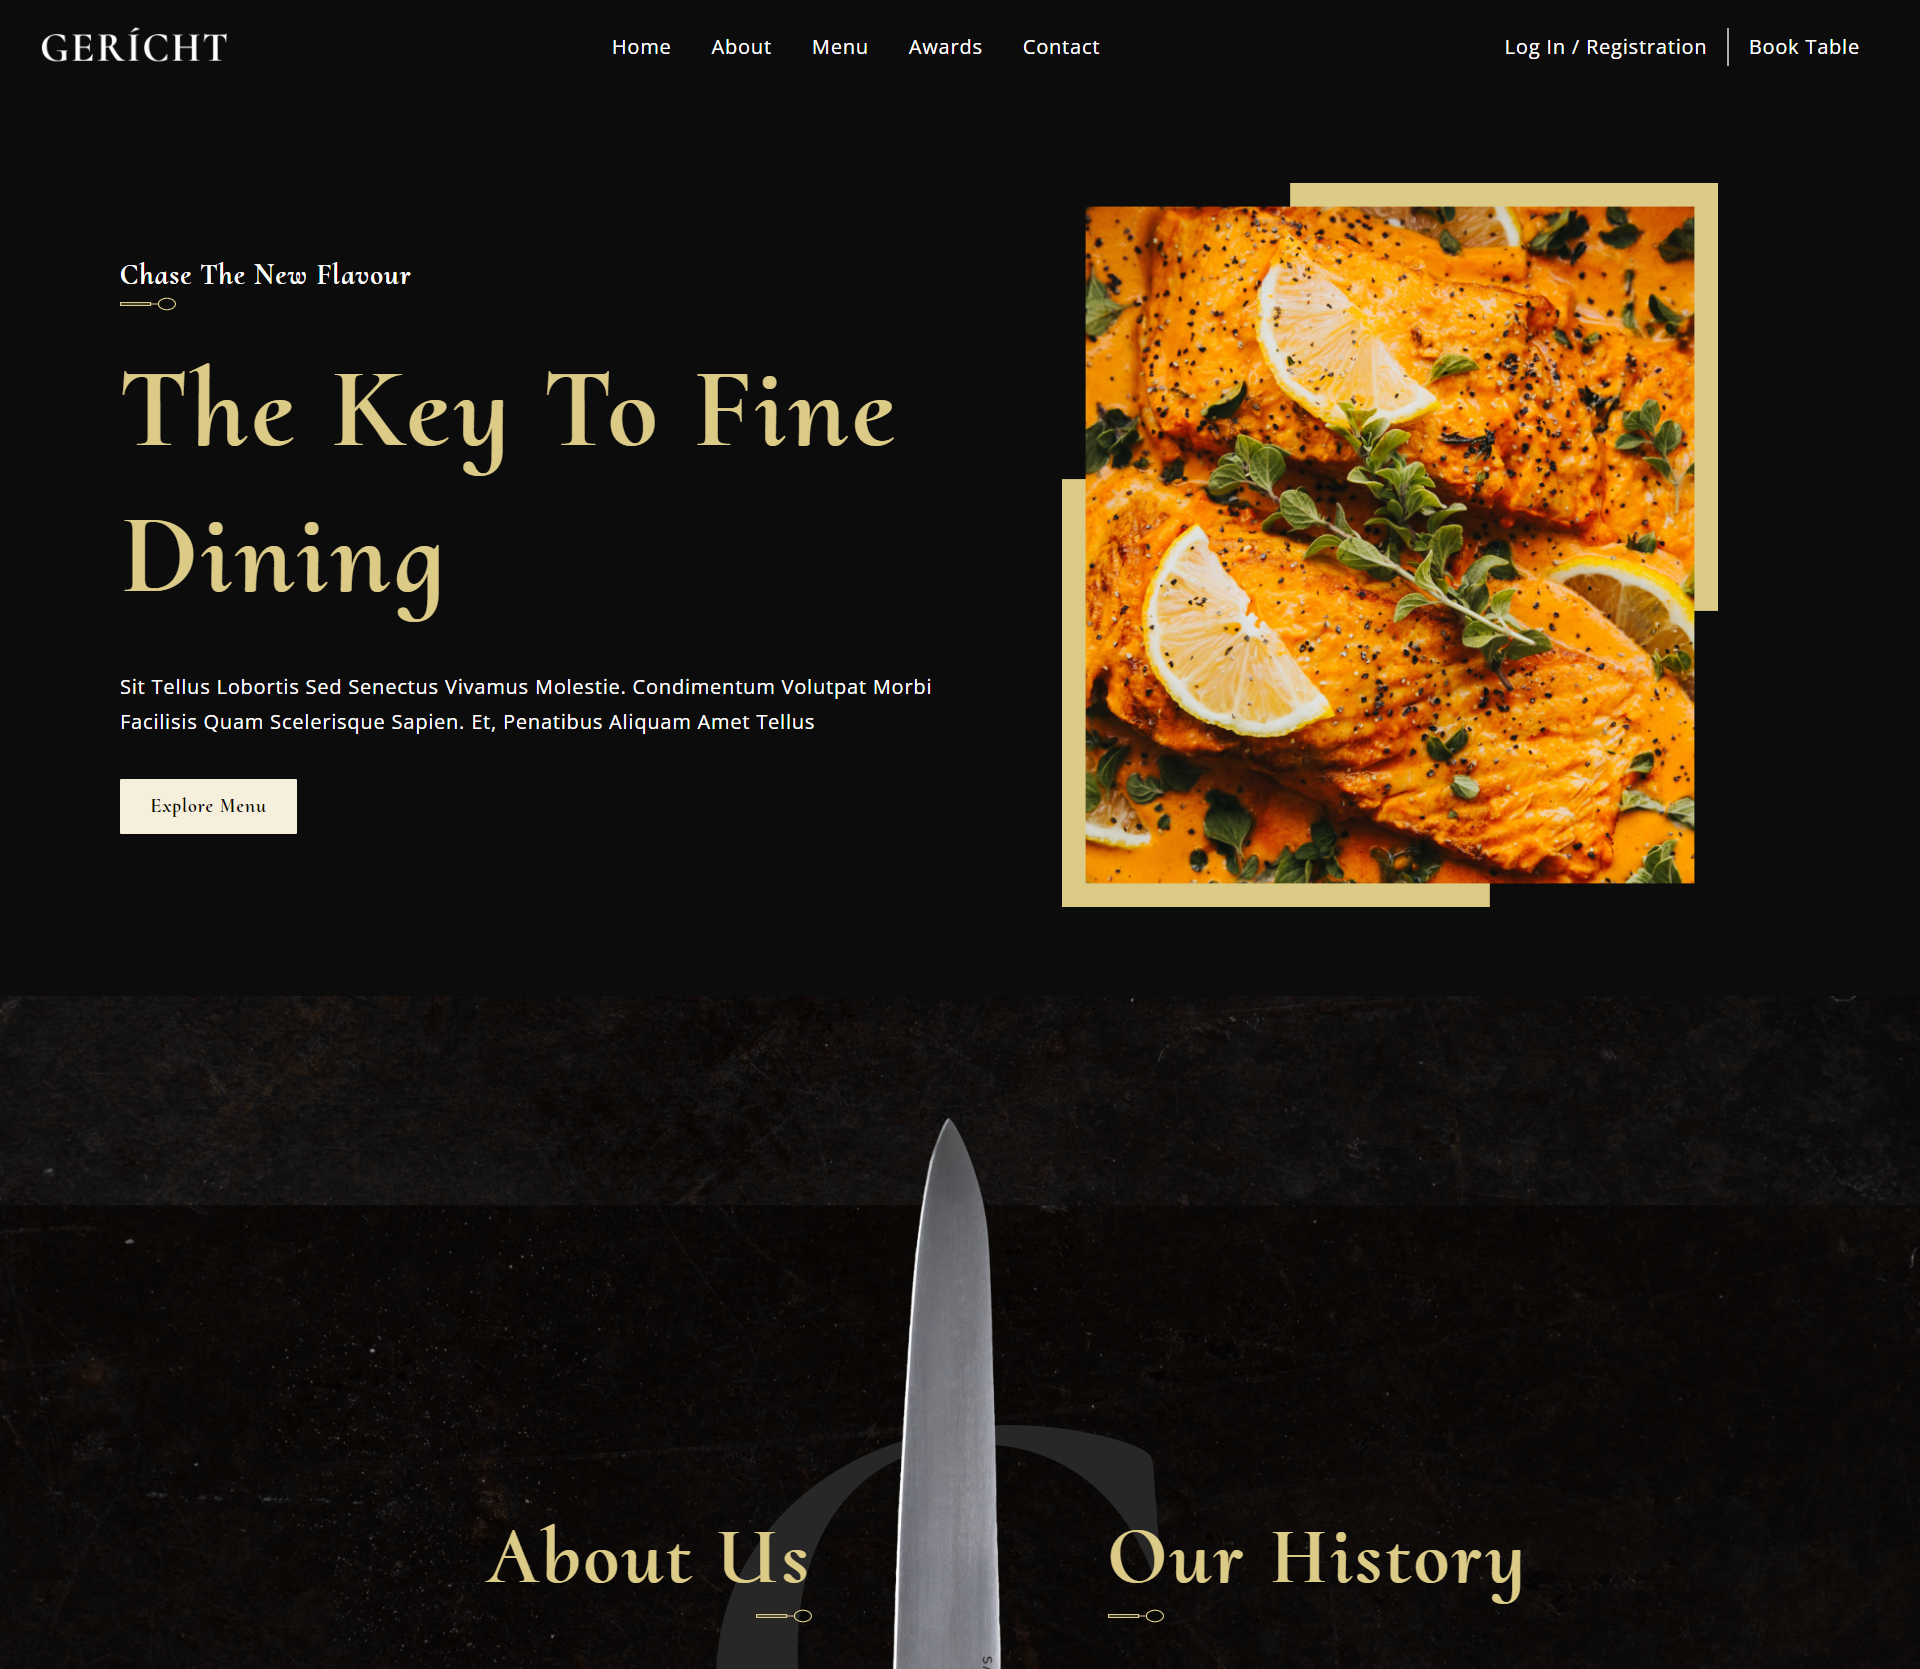 GERÍCHT
Home
About
Menu
Awards
Contact
Log In / Registration
Book Table
Chase The New Flavour
The Key To Fine
Dining
Sit Tellus Lobortis Sed Senectus Vivamus Molestie. Condimentum Volutpat Morbi
Facilisis Quam Scelerisque Sapien. Et, Penatibus Aliquam Amet Tellus
Explore Menu
About Us
Our History